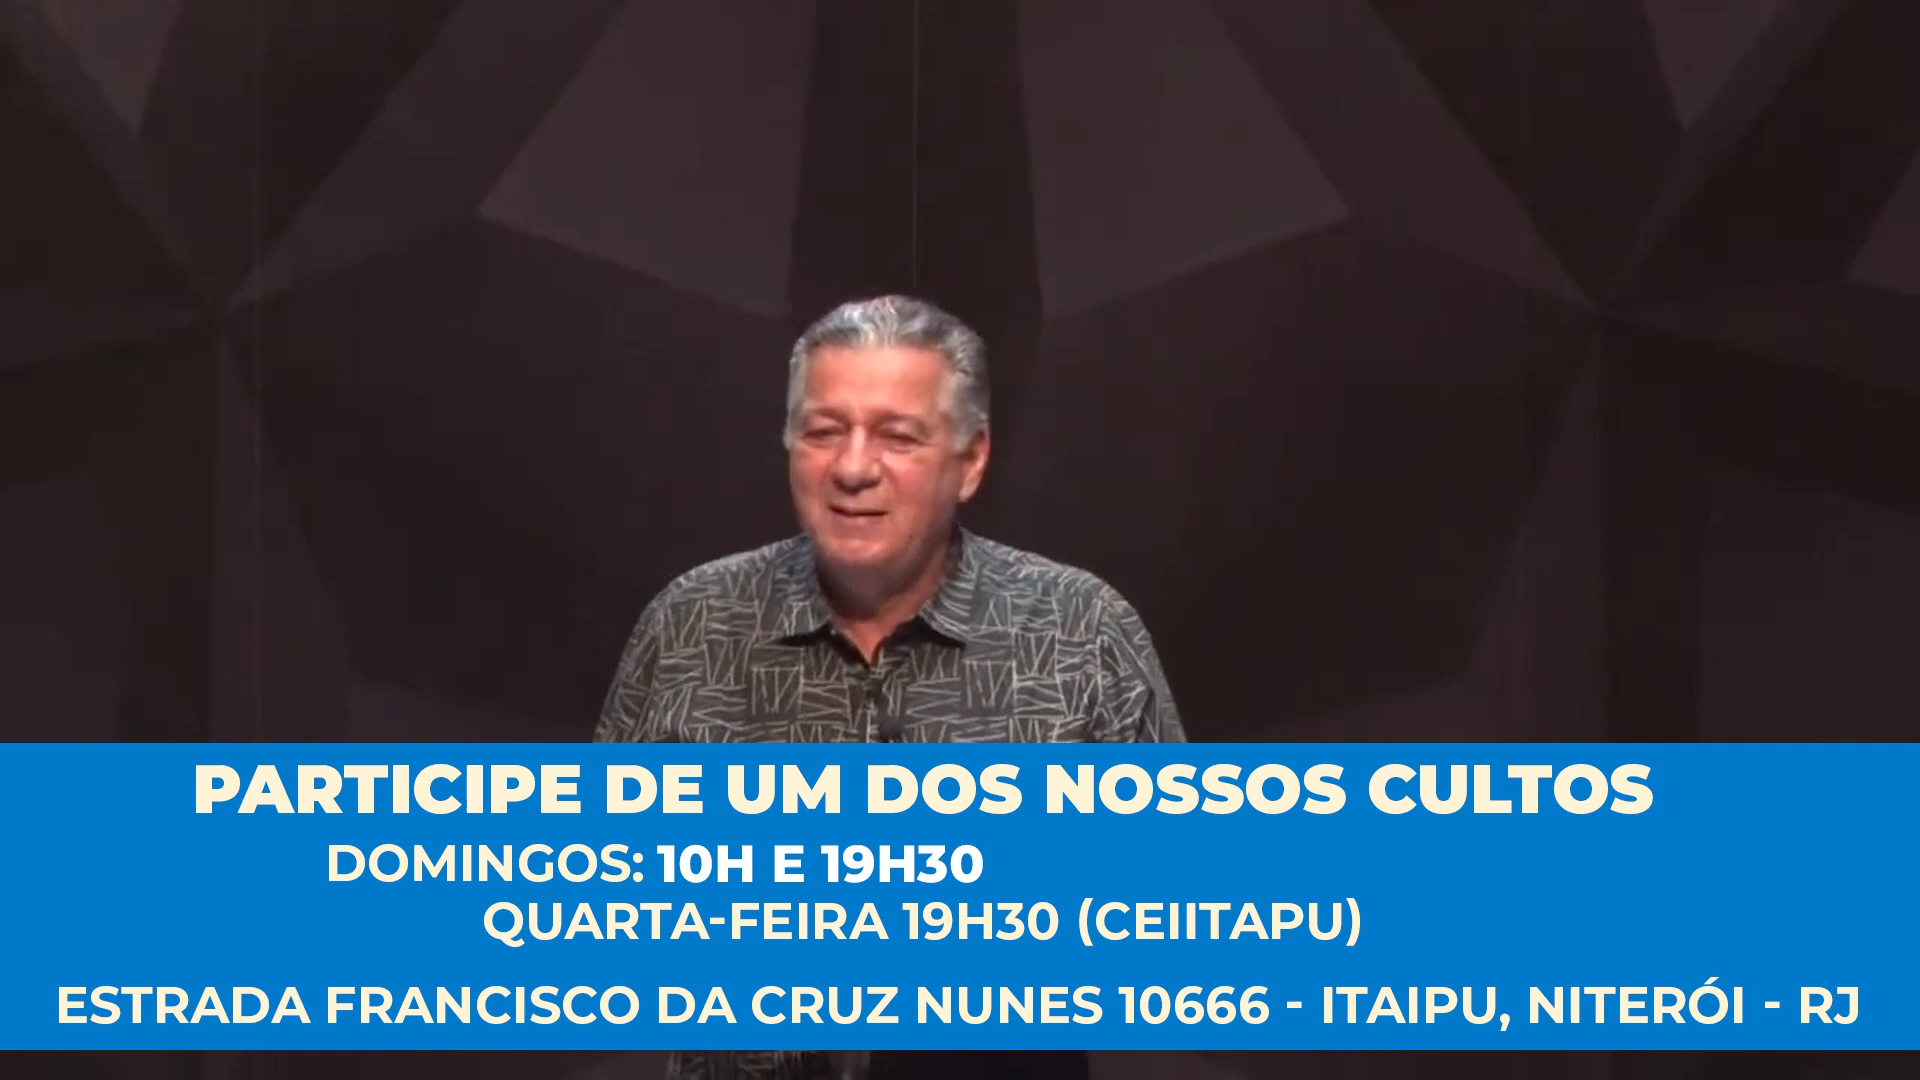 PARTICIPE DE UM DOS NOSSOS CULTOS
DOMINGOS: 10H E 19H30
QUARTA-FEIRA 19H30 (CEIITAPU)
ESTRADA FRANCISCO DA CRUZ NUNES 10666 - ITAIPU, NITERÓI - RJ